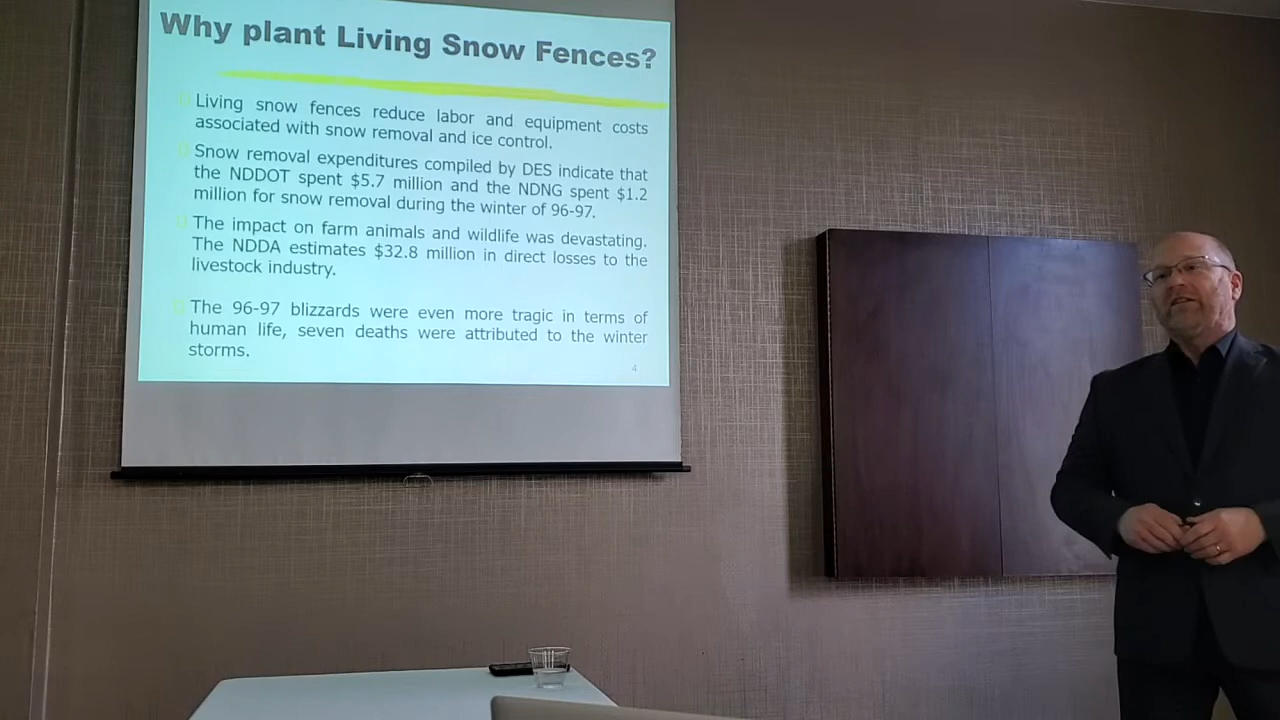 Why plant Living Snow Fences?
Living snow fences reduce labor and equipment costs
associated with snow removal and ice control.
Snow removal expenditures compiled by DES indicate that
the NDDOT spent $5.7 million and the NDNG spent $1.2
million for snow removal during the winter of 96-97.
The impact on farm animals and wildlife was devastating.
The NDDA estimates $32.8 million in direct losses to the
livestock industry.
The 96-97 blizzards were even more tragic in terms of
human life, seven deaths were attributed to the winter
storms.
4